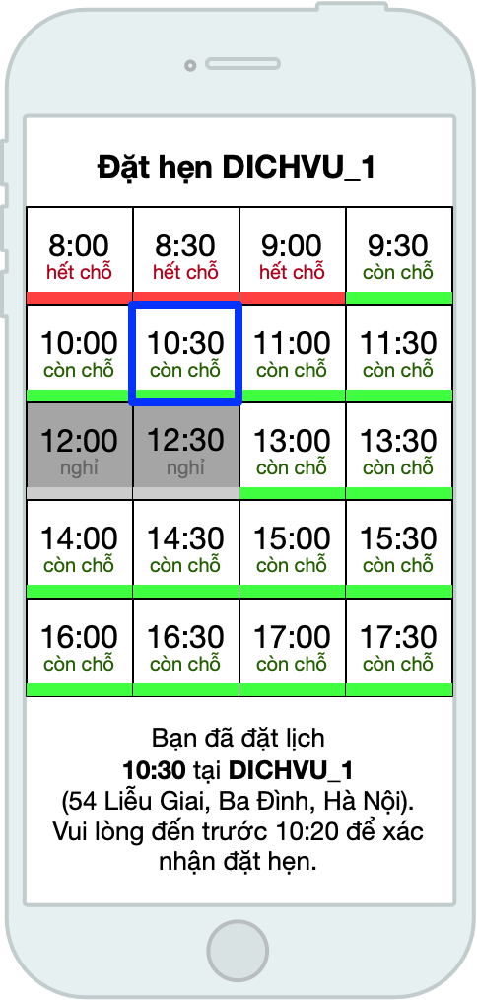 Đặt hẹn DICHVU_1
8:00 8:30 9:00 9:30
hết chỗ hết chỗ hết chỗ còn chỗ
10:00 10:30 11:00 11:30
còn chỗ còn chỗ còn chỗ còn chỗ
12:00 12:30 13:00 13:30
nghỉ nghỉ còn chỗ còn chỗ
14:00 14:30 15:00 15:30
còn chỗ còn chỗ còn chỗ còn chỗ
16:00 16:30 17:00 17:30
còn chỗ còn chỗ còn chỗ còn chỗ
Bạn đã đặt lịch
10:30 tại DICHVU_1
(54 Liễu Giai, Ba Đình, Hà Nội).
Vui lòng đến trước 10:20 để xác
nhận đặt hẹn.